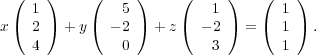 x ( 1 2 4 ) + y ( 5 −2 0 ) + z ( 1 −2 3 ) = ( 1 1 1 ) .